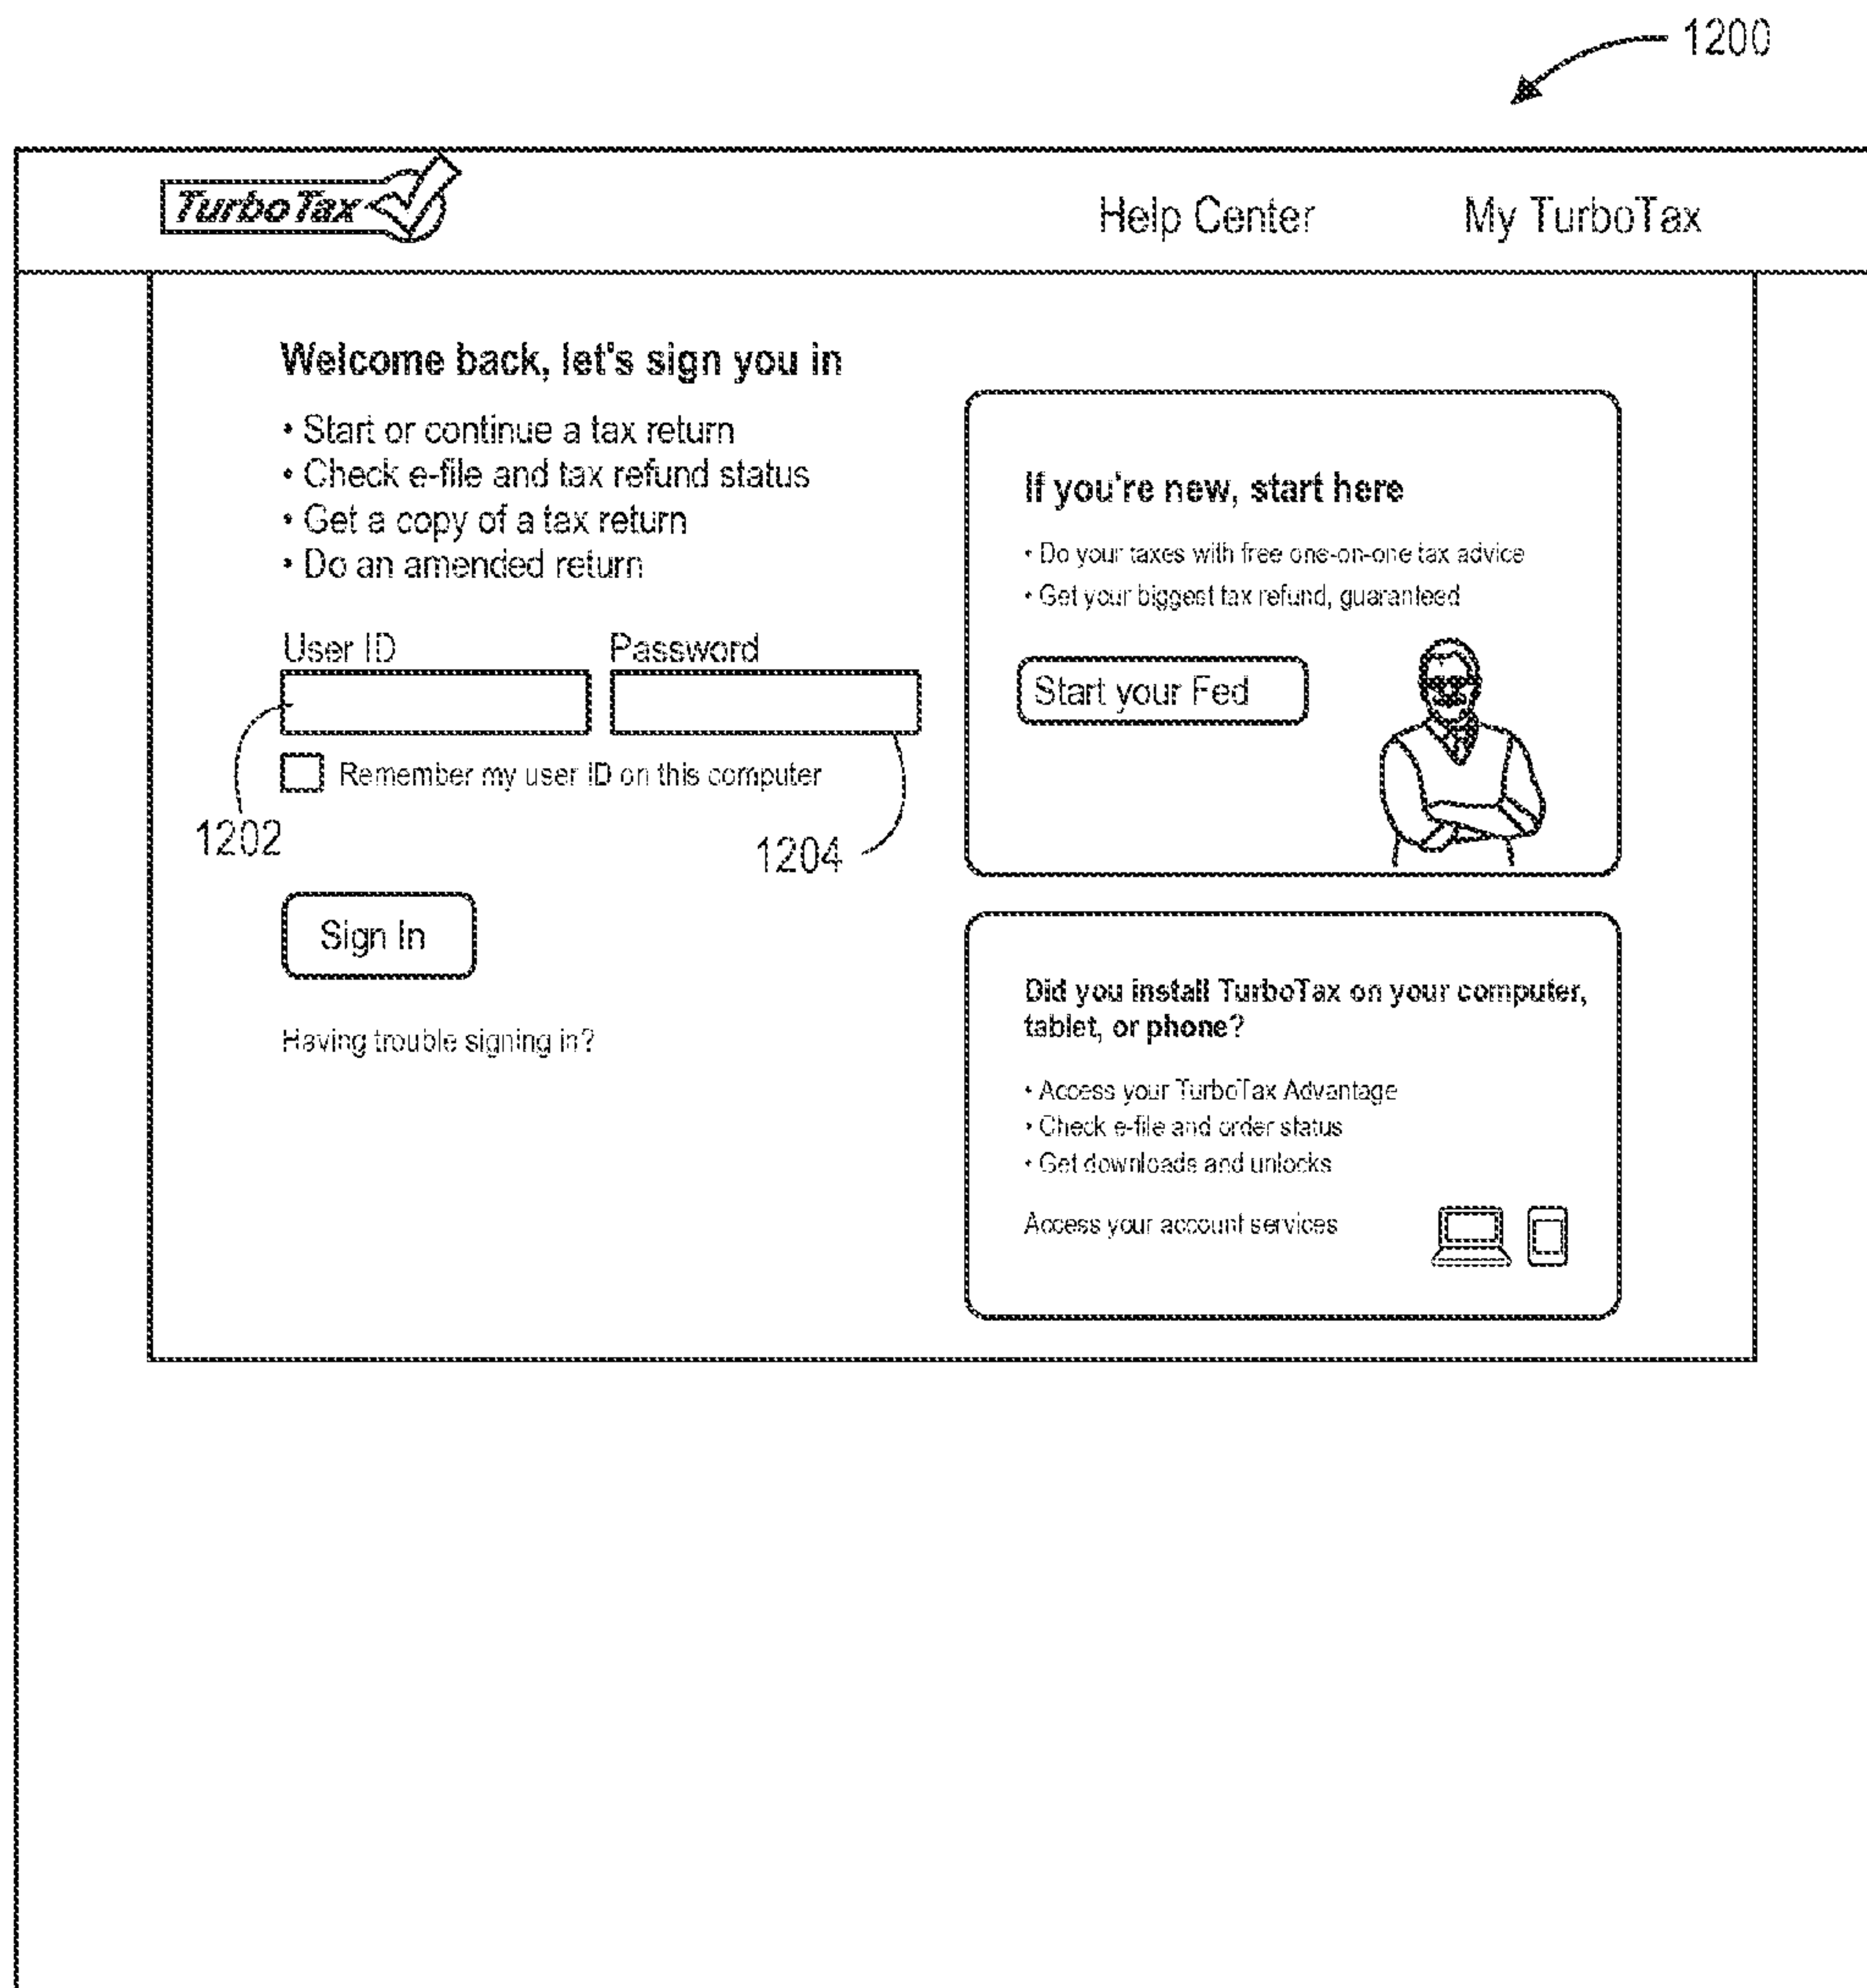 1200
TurboTax
Help Center
My TurboTax
Welcome back, let's sign you in
• Start or continue a tax return
• Check e-file and tax refund status
• Get a copy of a tax return
• Do an amended return
User ID
Password
Remember my user ID on this computer
1202
1204
Sign In
Having trouble signing in?
If you're new, start here
• Do your taxes with free one-on-one tax advice
• Get your biggest tax refund, guaranteed
Start your Fed
Did you install TurboTax on your computer,
tablet, or phone?
• Access your TurboTax Advantage
• Check e-file and order status
• Get downloads and unlocks
Access your account services